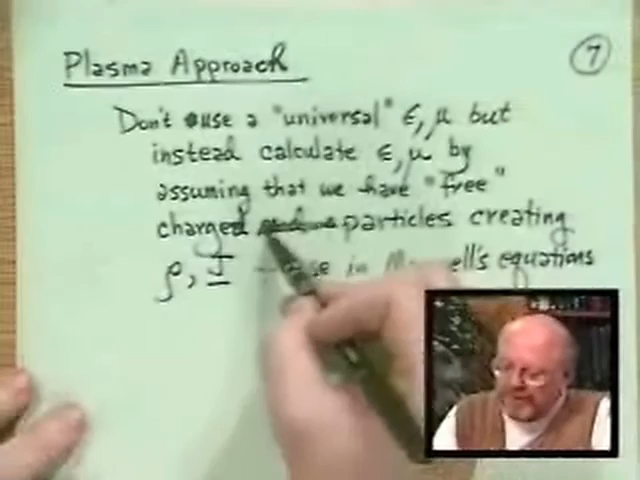 Plasma Approach
7
Don't use a "universal" ε, μ but
instead calculate ε, μ by
assuming that we have "free"
charged particles creating
ρ, J in Maxwell's equations